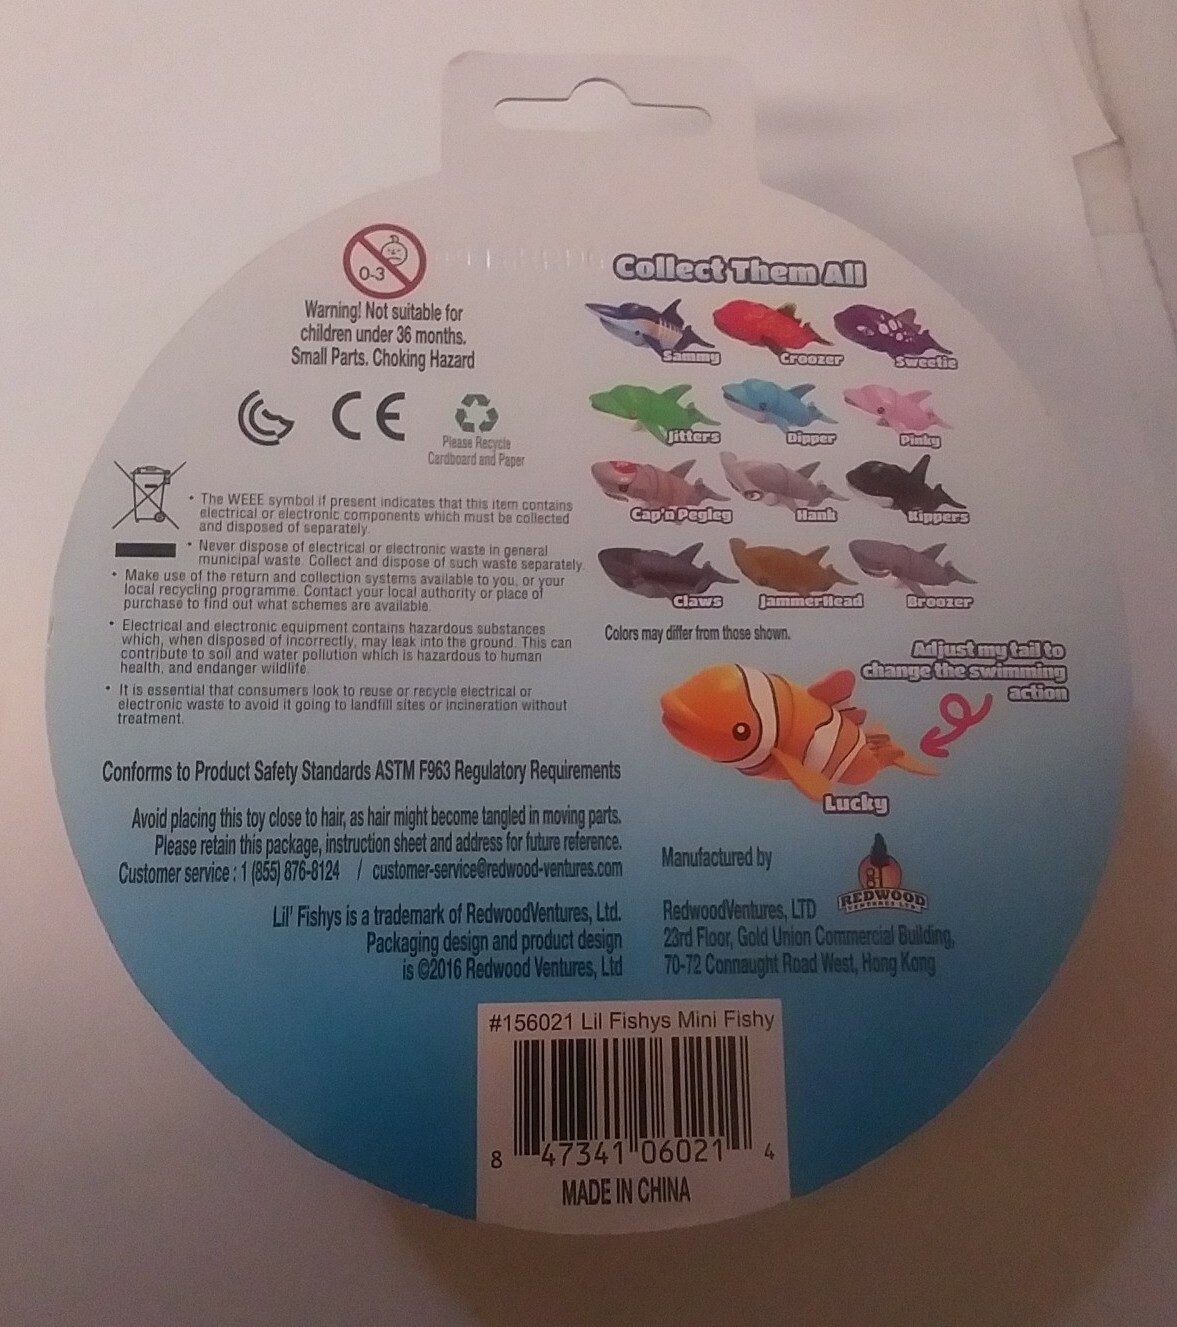 0-3
Warning! Not suitable for
children under 36 months.
Small Parts. Choking Hazard
CE
Please Recycle
Cardboard and Paper
• The WEEE symbol if present indicates that this item contains
electrical or electronic components which must be collected
and disposed of separately.
• Never dispose of electrical or electronic waste in general
municipal waste. Collect and dispose of such waste separately.
• Make use of the return and collection systems available to you, or your
local recycling programme. Contact your local authority or place of
purchase to find out what schemes are available.
• Electrical and electronic equipment contains hazardous substances
which, when disposed of incorrectly, may leak into the ground. This can
contribute to soil and water pollution which is hazardous to human
health, and endanger wildlife.
• It is essential that consumers look to reuse or recycle electrical or
electronic waste to avoid it going to landfill sites or incineration without
treatment.
Conforms to Product Safety Standards ASTM F963 Regulatory Requirements
Avoid placing this toy close to hair, as hair might become tangled in moving parts.
Please retain this package, instruction sheet and address for future reference.
Customer service : 1 (855) 876-8124 / customer-service@redwood-ventures.com
Lil' Fishys is a trademark of RedwoodVentures, Ltd.
Packaging design and product design
is ©2016 Redwood Ventures, Ltd
Collect Them All
Sammy Croozer Sweetie
Jitters Dipper Pinky
Cap'n Pegleg Hank Kippers
Claws JammerHead Broozer
Colors may differ from those shown.
Adjust my tail to
change the swimming
action
Lucky
Manufactured by
REDWOOD
VENTURES LTD.
RedwoodVentures, LTD
23rd Floor, Gold Union Commercial Building,
70-72 Connaught Road West, Hong Kong
#156021 Lil Fishys Mini Fishy
8 47341 06021 4
MADE IN CHINA